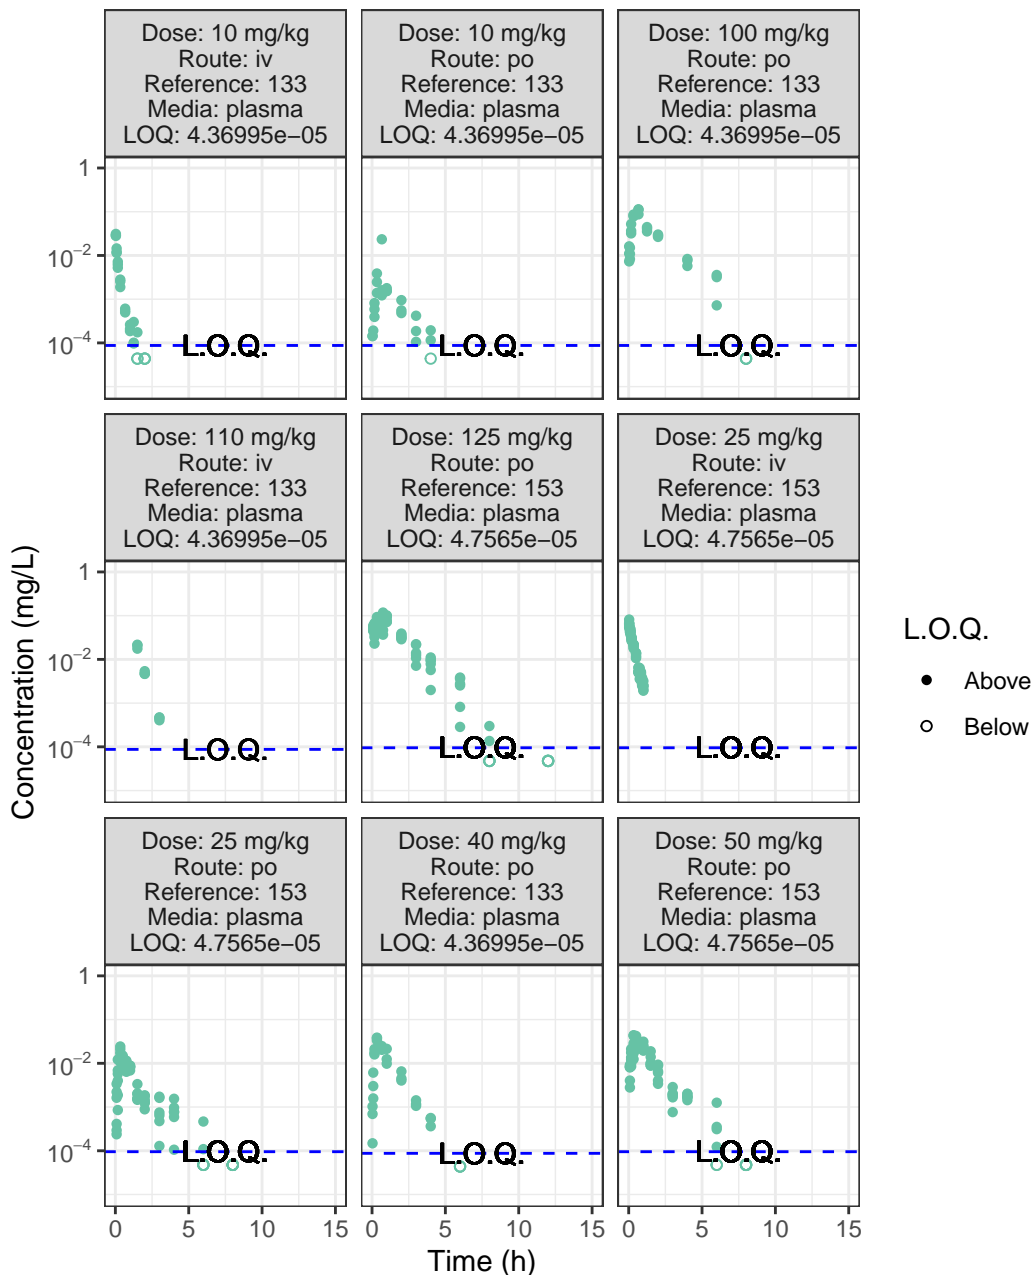 Dose: 10 mg/kg
Route: iv
Reference: 133
Media: plasma
LOQ: 4.36995e−05
Dose: 10 mg/kg
Route: po
Reference: 133
Media: plasma
LOQ: 4.36995e−05
Dose: 100 mg/kg
Route: po
Reference: 133
Media: plasma
LOQ: 4.36995e−05
1
10−2
10−4
L.O.Q.
L.O.Q.
L.O.Q.
Dose: 110 mg/kg
Route: iv
Reference: 133
Media: plasma
LOQ: 4.36995e−05
Dose: 125 mg/kg
Route: po
Reference: 153
Media: plasma
LOQ: 4.7565e−05
Dose: 25 mg/kg
Route: iv
Reference: 153
Media: plasma
LOQ: 4.7565e−05
1
10−2
10−4
L.O.Q.
L.O.Q.
L.O.Q.
Dose: 25 mg/kg
Route: po
Reference: 153
Media: plasma
LOQ: 4.7565e−05
Dose: 40 mg/kg
Route: po
Reference: 133
Media: plasma
LOQ: 4.36995e−05
Dose: 50 mg/kg
Route: po
Reference: 153
Media: plasma
LOQ: 4.7565e−05
1
10−2
10−4
L.O.Q.
L.O.Q.
L.O.Q.
0 5 10 15
0 5 10 15
0 5 10 15
Time (h)
Concentration (mg/L)
L.O.Q.
Above
Below